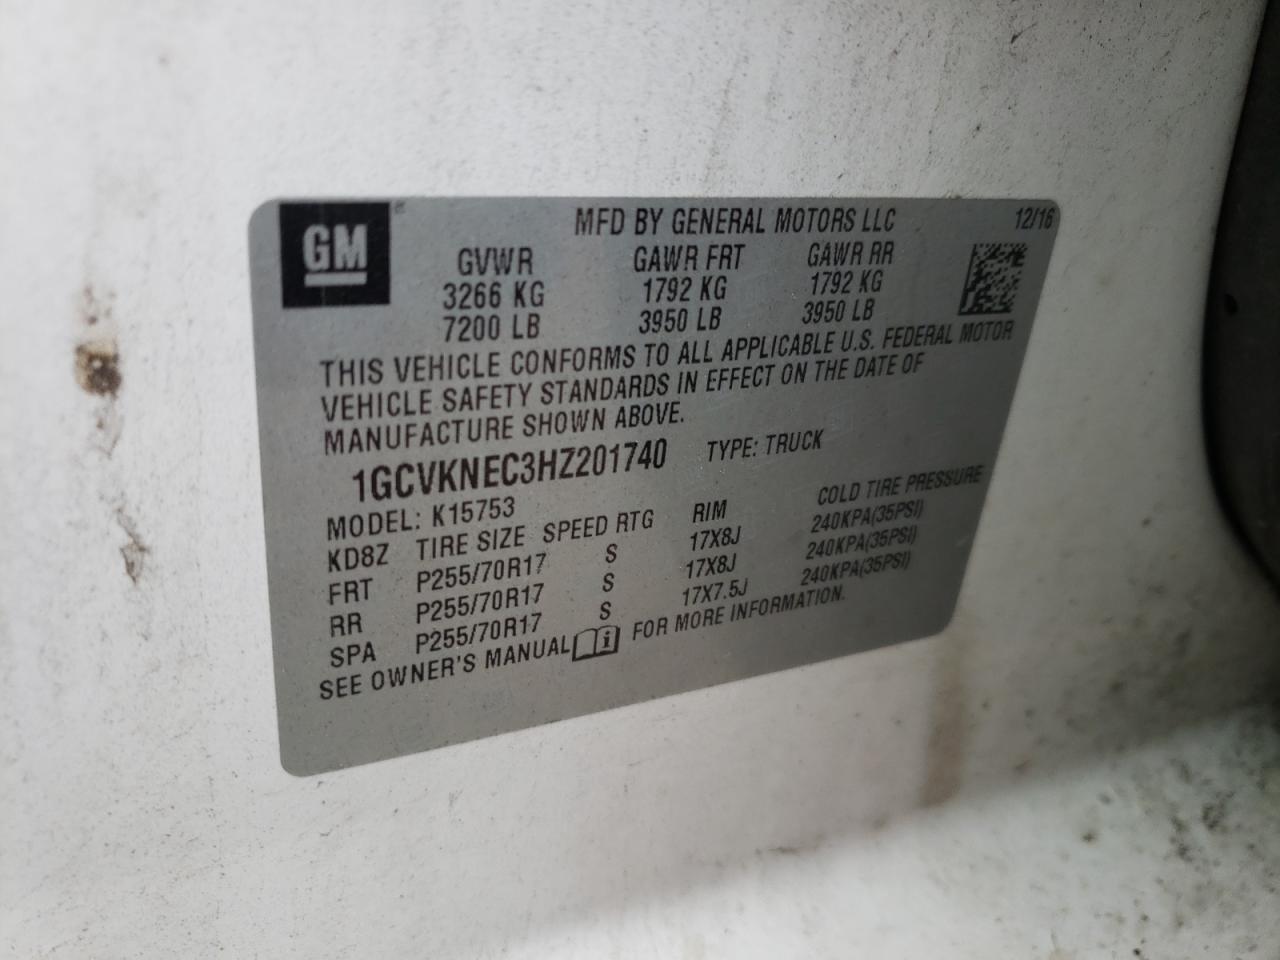 GM ®
MFD BY GENERAL MOTORS LLC 12/16
GVWR GAWR FRT GAWR RR
3266 KG 1792 KG 1792 KG
7200 LB 3950 LB 3950 LB
THIS VEHICLE CONFORMS TO ALL APPLICABLE U.S. FEDERAL MOTOR
VEHICLE SAFETY STANDARDS IN EFFECT ON THE DATE OF
MANUFACTURE SHOWN ABOVE.
1GCVKNEC3HZ201740 TYPE: TRUCK
MODEL: K15753
KD8Z TIRE SIZE SPEED RTG RIM COLD TIRE PRESSURE
FRT P255/70R17 S 17X8J 240KPA(35PSI)
RR P255/70R17 S 17X8J 240KPA(35PSI)
SPA P255/70R17 S 17X7.5J 240KPA(35PSI)
SEE OWNER'S MANUAL FOR MORE INFORMATION.